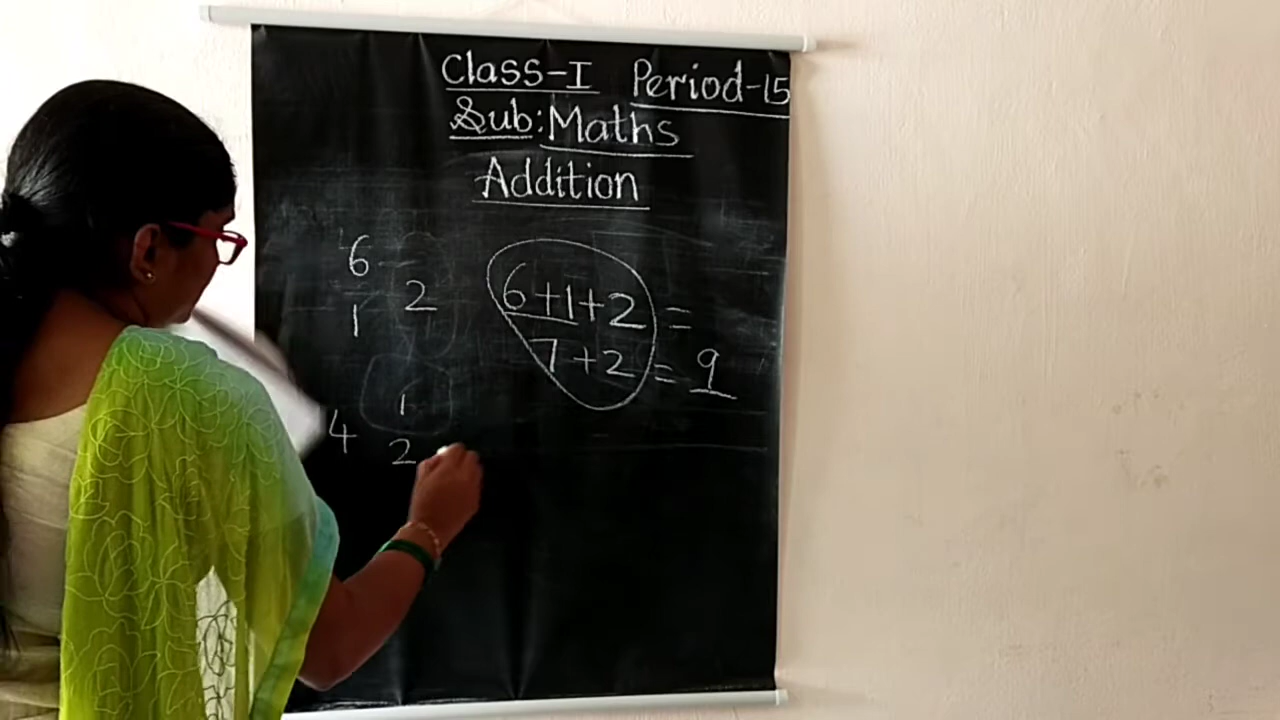 Class-I Period-15
Sub: Maths
Addition
6
1 2
6+1+2 =
7+2 = 9
4 1
2